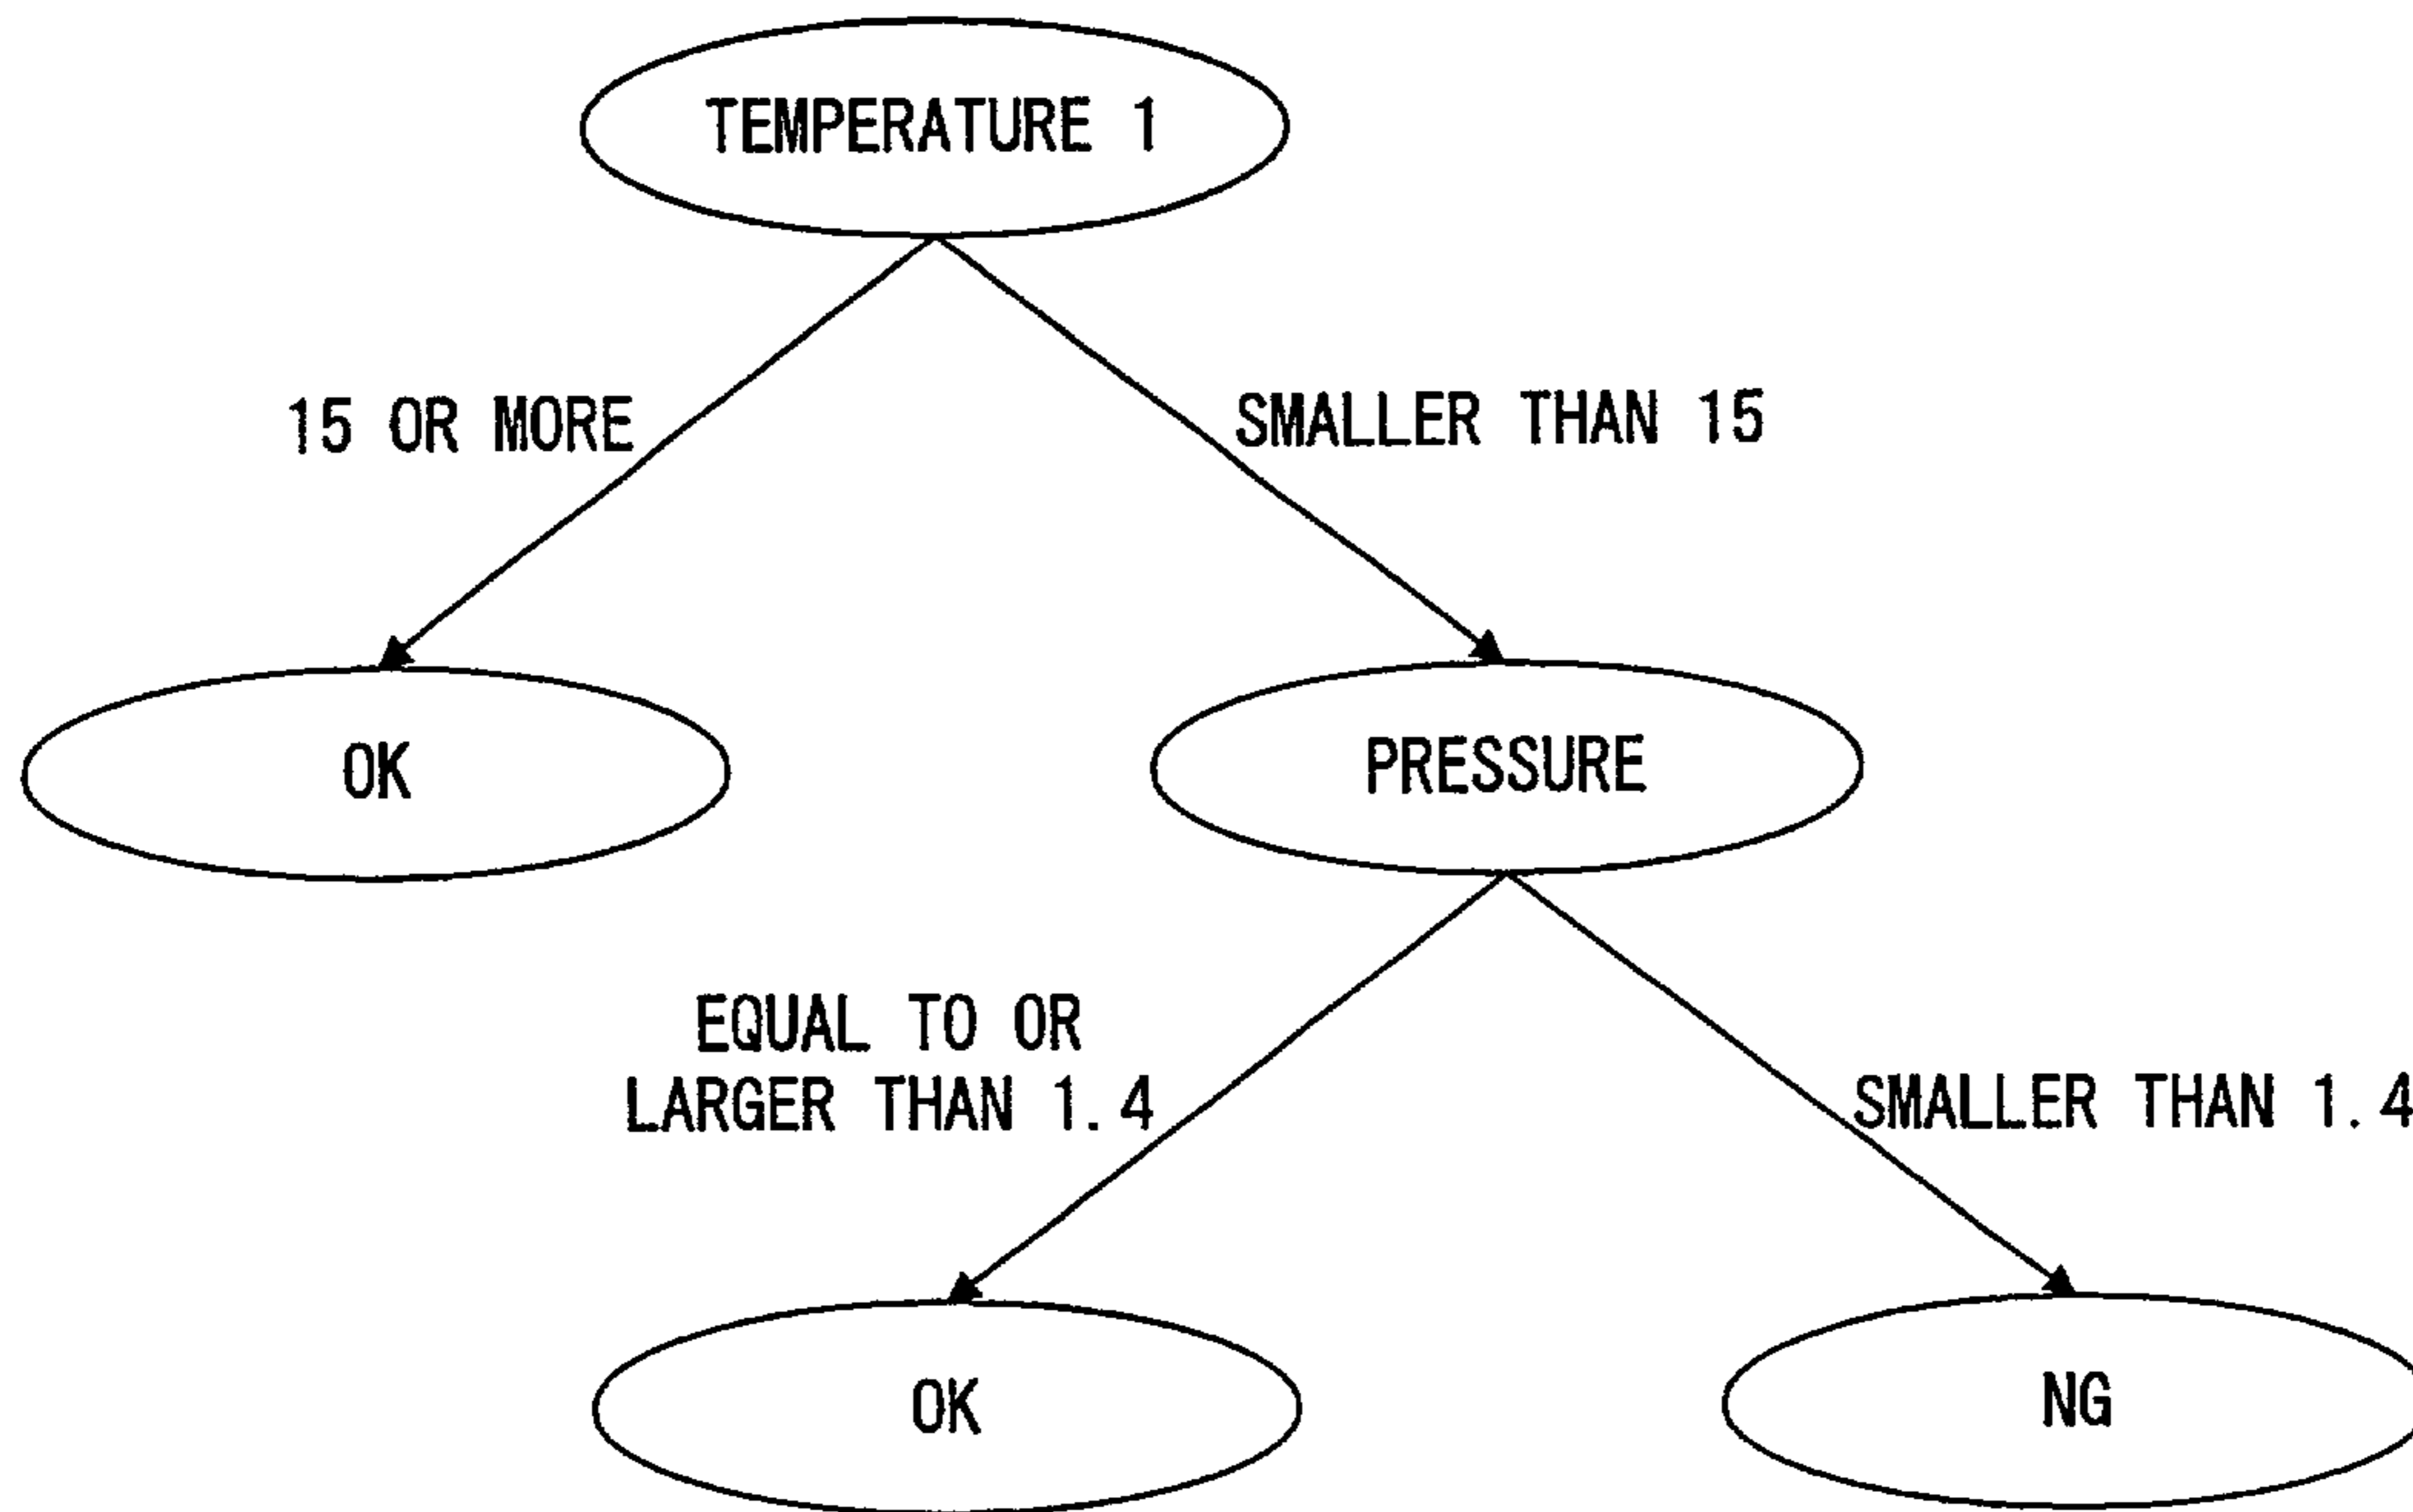 TEMPERATURE 1
15 OR MORE
SMALLER THAN 15
OK
PRESSURE
EQUAL TO OR
LARGER THAN 1.4
SMALLER THAN 1.4
OK
NG